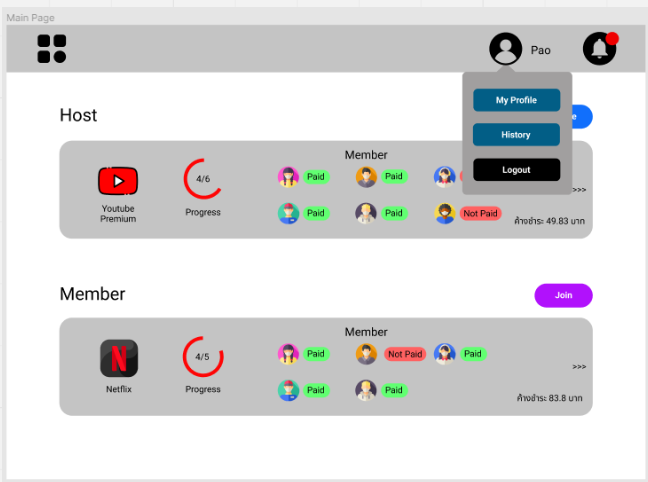 Main Page
Pao
My Profile
History
Logout
Host
Member
4/6
Paid
Paid
Youtube
Premium
Progress
Paid
Paid
Not Paid
>>>
ค้างชำระ 49.83 บาท
Member
Join
Member
4/5
Paid
Not Paid
Paid
>>>
Netflix
Progress
Paid
Paid
ค้างชำระ 83.8 บาท